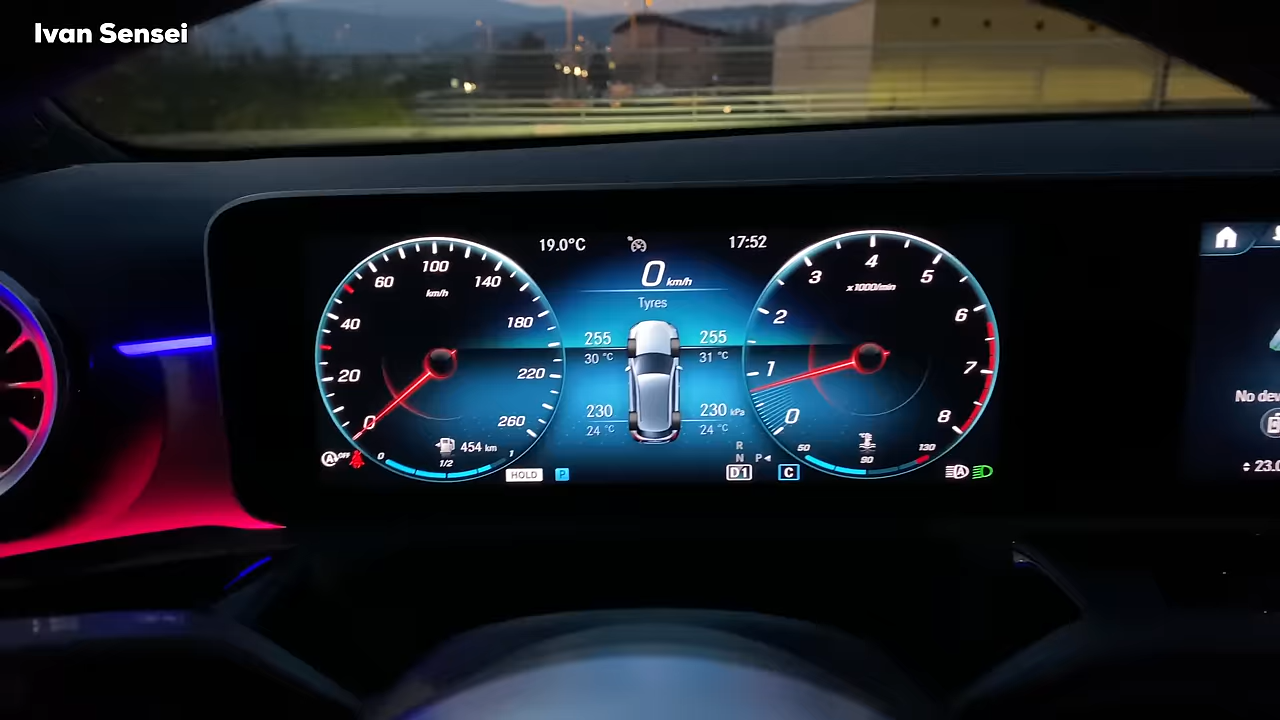 Ivan Sensei
19.0°C
17:52
0 km/h
Tyres
255
255
30 °C
31 °C
230
230 kPa
24 °C
24 °C
0
20
40
60
100
140
180
220
260
km/h
454 km
0
1/2
1
HOLD
P
R
N
P
D1
C
0
1
2
3
4
5
6
7
8
x1000/min
50
90
130
A OFF
A
No dev
23.0